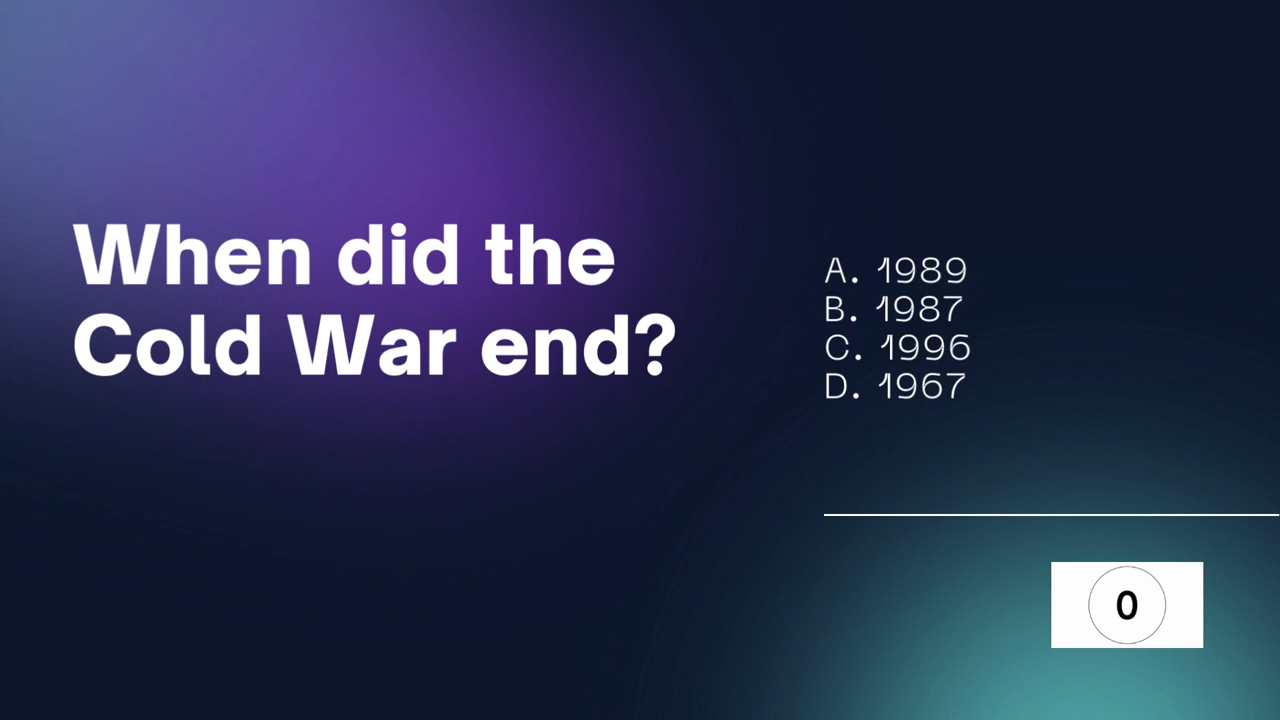 When did the
Cold War end?
A. 1989
B. 1987
C. 1996
D. 1967
0